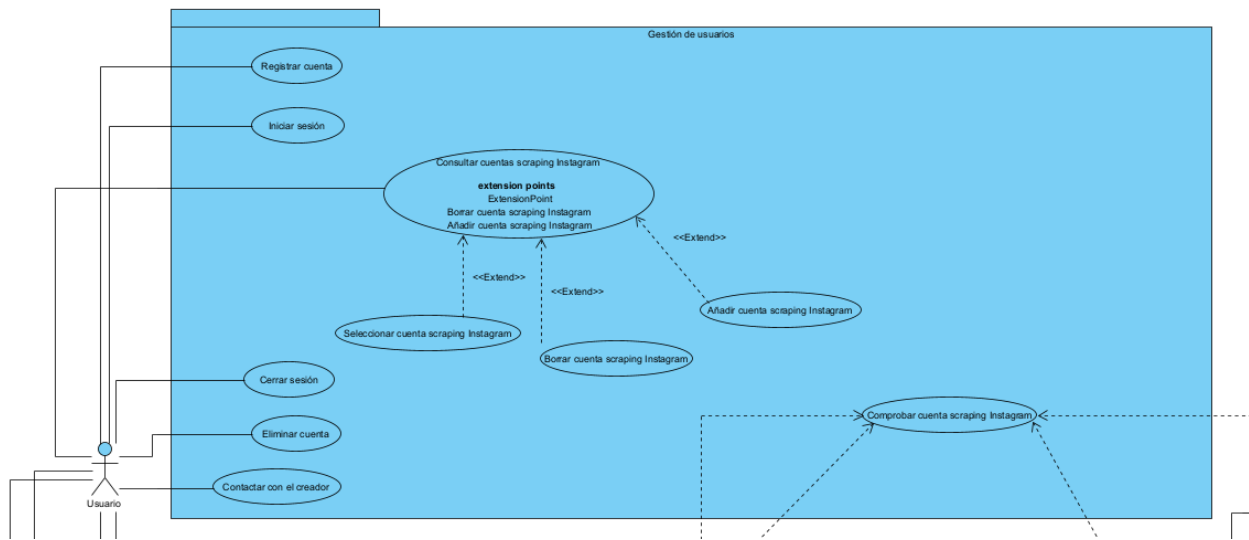 Gestión de usuarios
Registrar cuenta
Iniciar sesión
Consultar cuentas scraping Instagram
extension points
ExtensionPoint
Borrar cuenta scraping Instagram
Añadir cuenta scraping Instagram
<<Extend>>
<<Extend>>
<<Extend>>
Añadir cuenta scraping Instagram
Seleccionar cuenta scraping Instagram
Borrar cuenta scraping Instagram
Cerrar sesión
Comprobar cuenta scraping Instagram
Eliminar cuenta
Contactar con el creador
Usuario